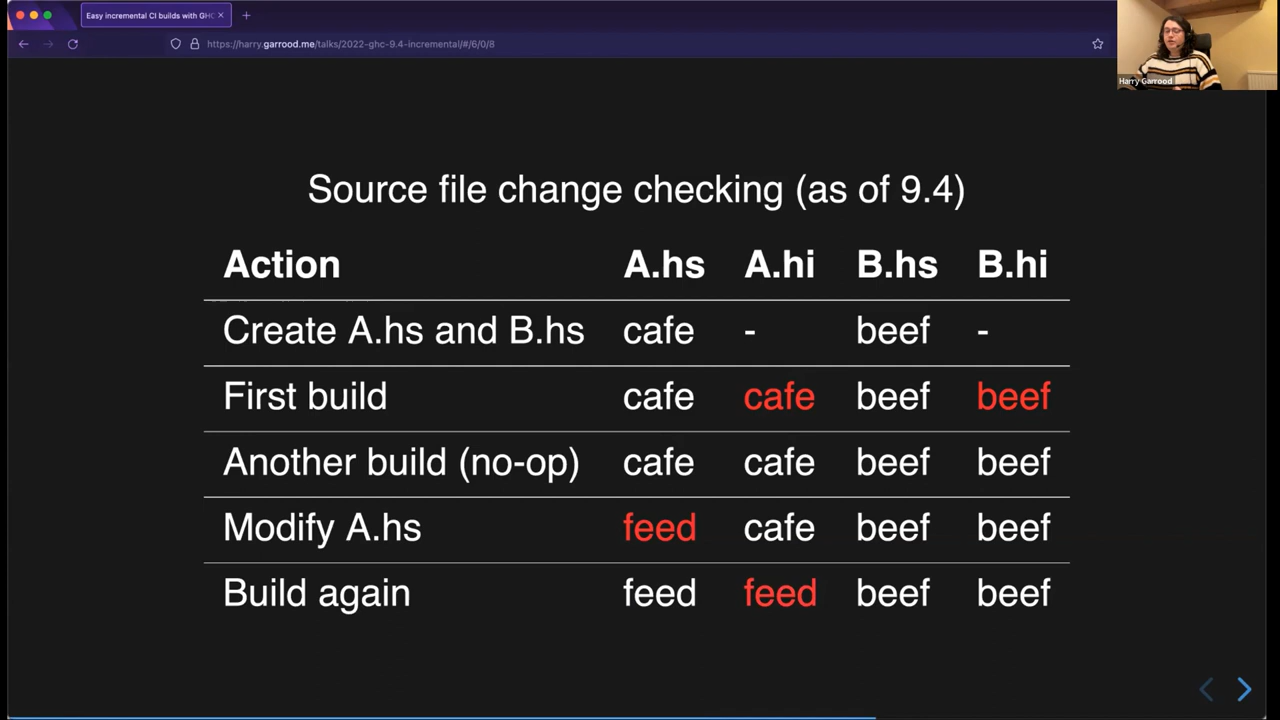 Easy incremental CI builds with GHC
https://harry.garrood.me/talks/2022-ghc-9.4-incremental/#/6/0/8
Harry Garrood
Source file change checking (as of 9.4)
Action A.hs A.hi B.hs B.hi
Create A.hs and B.hs cafe - beef -
First build cafe cafe beef beef
Another build (no-op) cafe cafe beef beef
Modify A.hs feed cafe beef beef
Build again feed feed beef beef